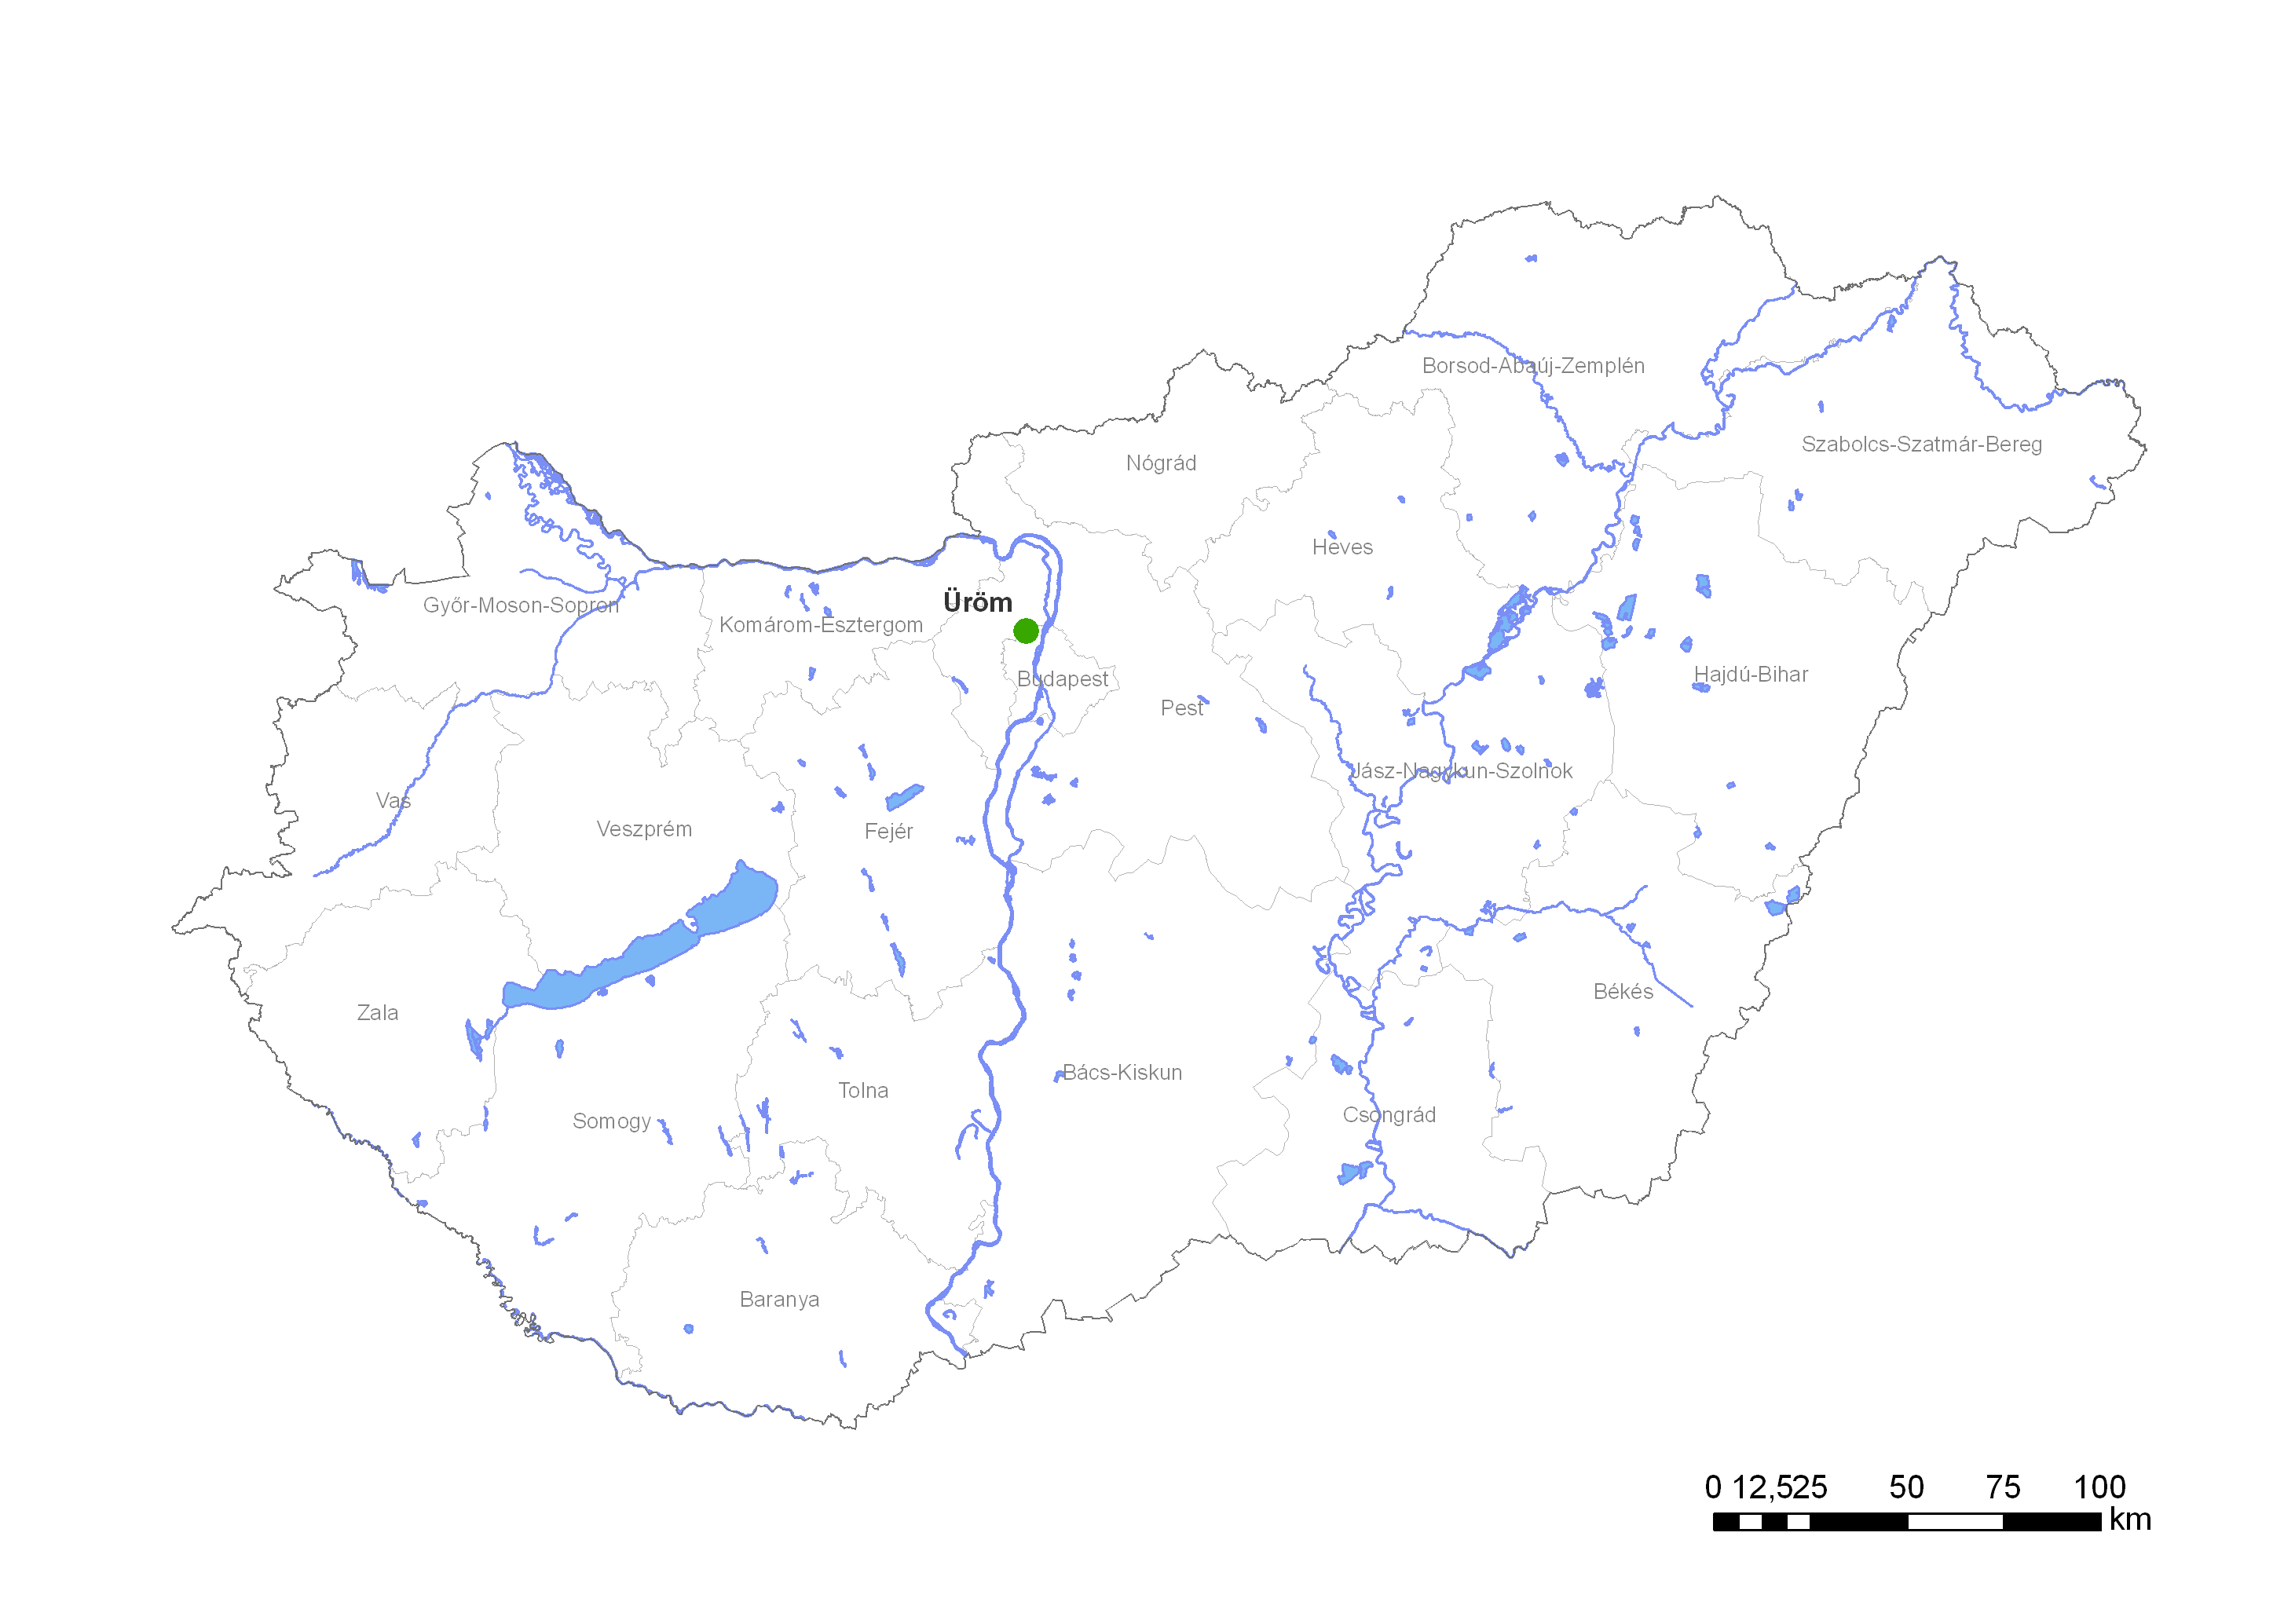 Borsod-Abaúj-Zemplén
Szabolcs-Szatmár-Bereg
Nógrád
Heves
Üröm
Győr-Moson-Sopron
Komárom-Esztergom
Budapest
Hajdú-Bihar
Pest
Jász-Nagykun-Szolnok
Vas
Veszprém
Fejér
Békés
Zala
Bács-Kiskun
Tolna
Csongrád
Somogy
Baranya
0 12,525 50 75 100
km